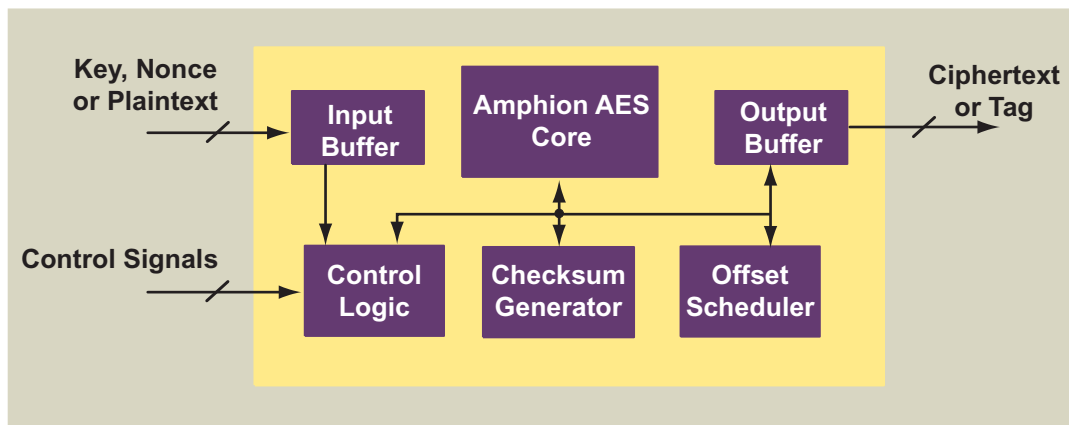 Key, Nonce
or Plaintext
Input
Buffer
Amphion AES
Core
Output
Buffer
Ciphertext
or Tag
Control Signals
Control
Logic
Checksum
Generator
Offset
Scheduler